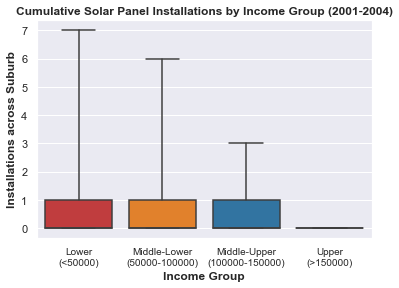 Cumulative Solar Panel Installations by Income Group (2001-2004)
Installations across Suburb
7
6
5
4
3
2
1
0
Lower
(<50000)
Middle-Lower
(50000-100000)
Middle-Upper
(100000-150000)
Upper
(>150000)
Income Group